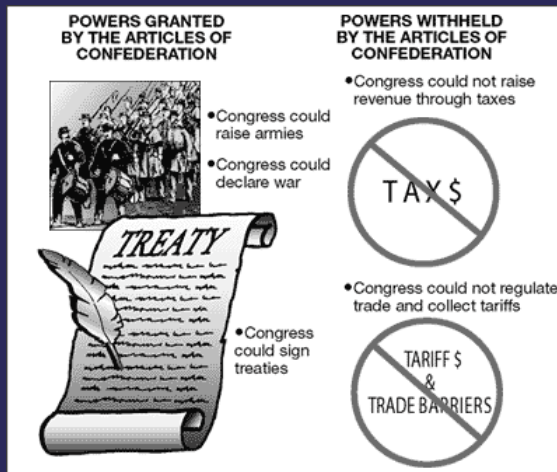 POWERS GRANTED
BY THE ARTICLES OF
CONFEDERATION
•Congress could
raise armies
•Congress could
declare war
TREATY
•Congress
could sign
treaties
POWERS WITHHELD
BY THE ARTICLES OF
CONFEDERATION
•Congress could not raise
revenue through taxes
TAX$
•Congress could not regulate
trade and collect tariffs
TARIFF $
&
TRADE BARRIERS